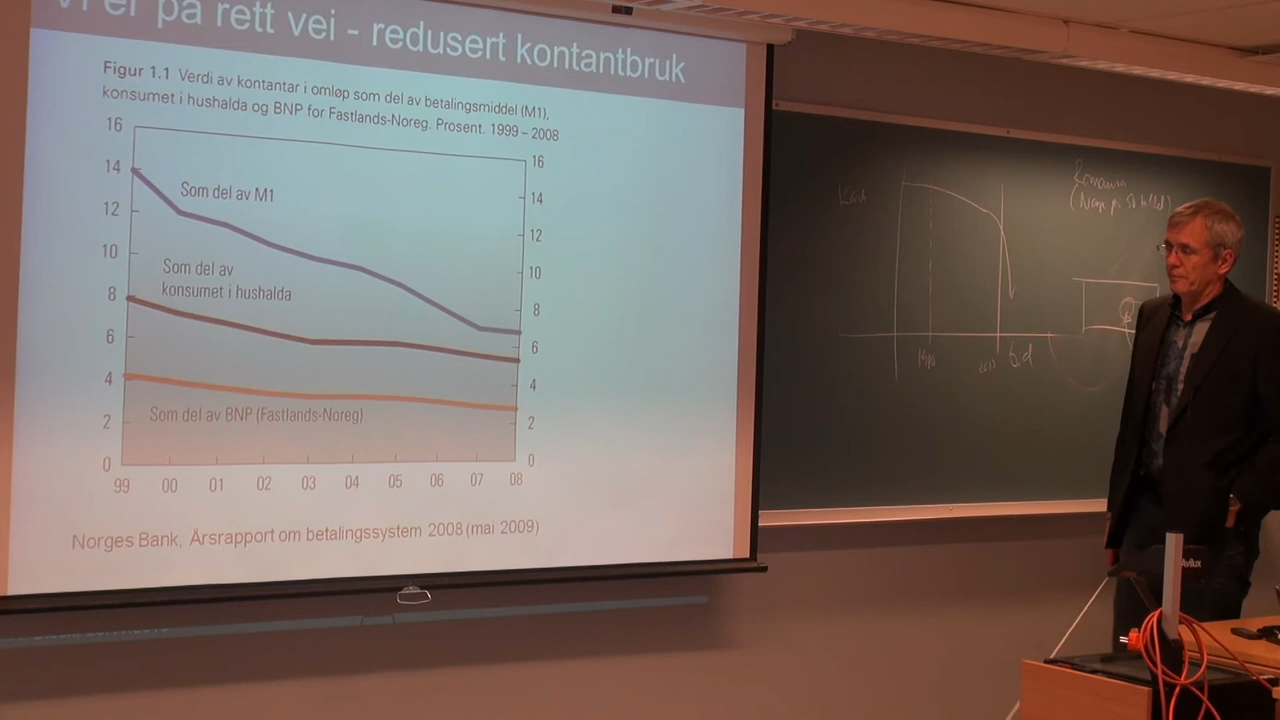 Vi er på rett vei - redusert kontantbruk
Figur 1.1 Verdi av kontantar i omløp som del av betalingsmiddel (M1),
konsumet i hushalda og BNP for Fastlands-Noreg. Prosent. 1999 – 2008
16
14
12
10
8
6
4
2
0
16
14
12
10
8
6
4
2
0
Som del av M1
Som del av
konsumet i hushalda
Som del av BNP (Fastlands-Noreg)
99 00 01 02 03 04 05 06 07 08
Norges Bank, Årsrapport om betalingssystem 2008 (mai 2009)
Avilux